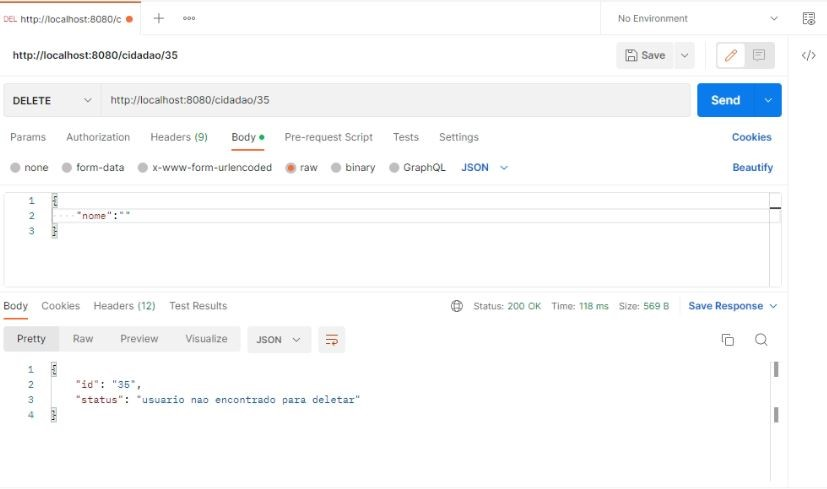 DEL http://localhost:8080/c
No Environment
http://localhost:8080/cidadao/35
Save
DELETE http://localhost:8080/cidadao/35 Send
Params Authorization Headers (9) Body Pre-request Script Tests Settings Cookies
none form-data x-www-form-urlencoded raw binary GraphQL JSON Beautify
1 {
2 "nome":""
3 }
Body Cookies Headers (12) Test Results Status: 200 OK Time: 118 ms Size: 569 B Save Response
Pretty Raw Preview Visualize JSON
1 {
2 "id": "35",
3 "status": "usuario nao encontrado para deletar"
4 }